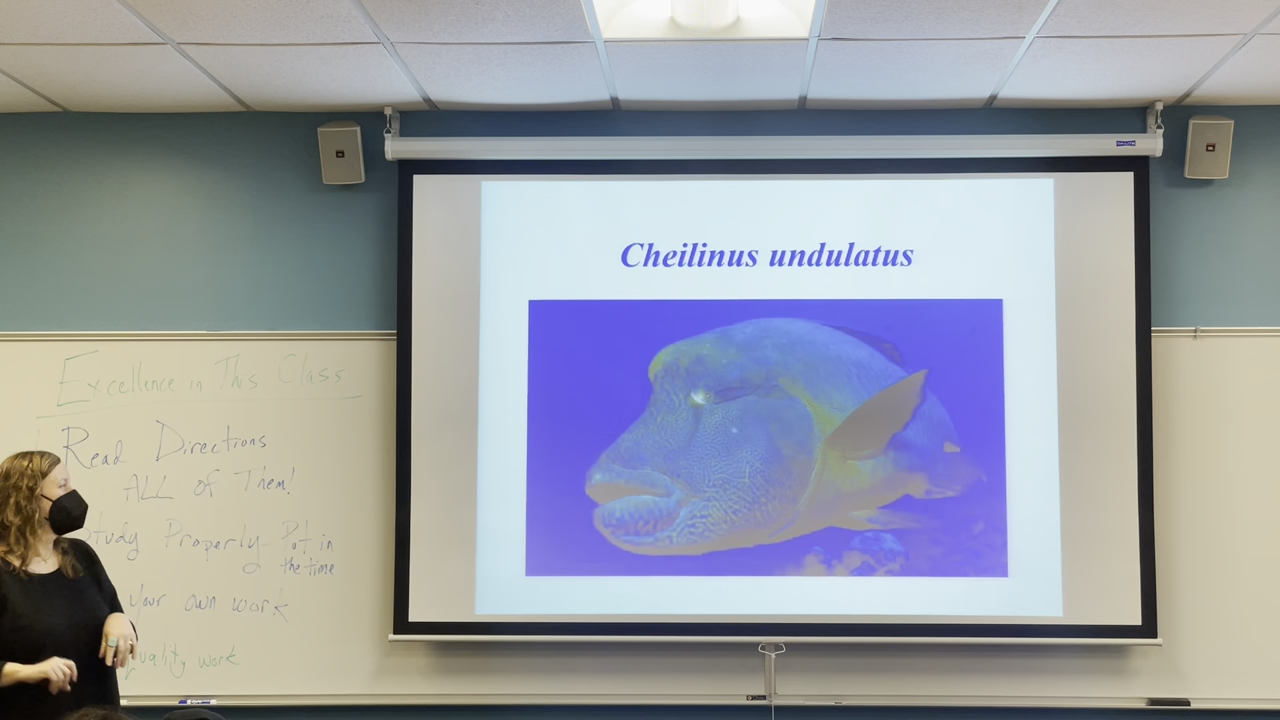 Cheilinus undulatus
Excellence in This Class
Read Directions
ALL of Them!
Study Properly - Put in
the time
your own work
quality work